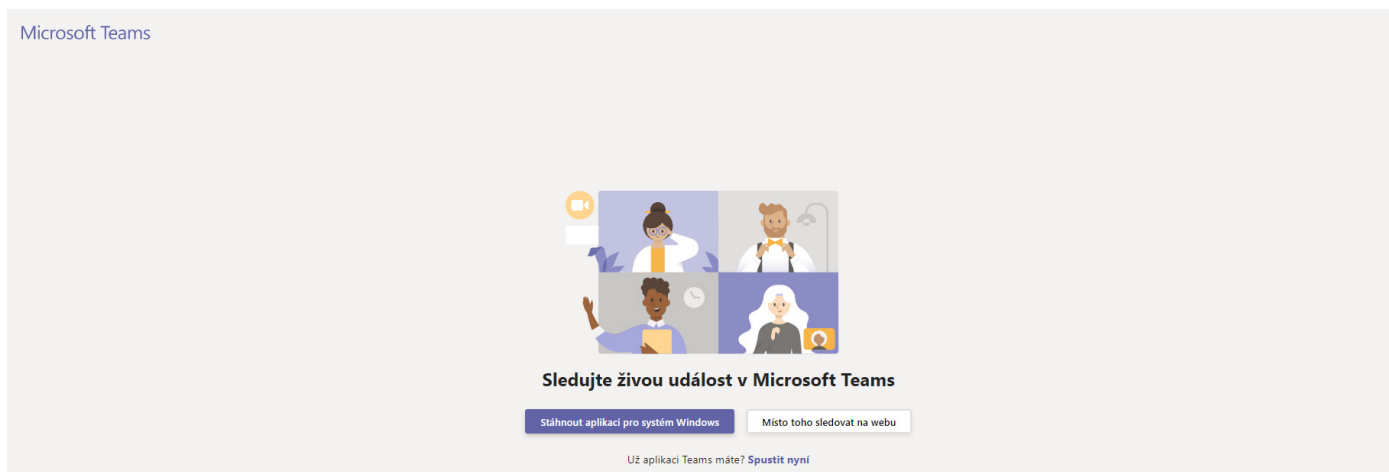 Microsoft Teams
Sledujte živou událost v Microsoft Teams
Stáhnout aplikaci pro systém Windows
Místo toho sledovat na webu
Už aplikaci Teams máte? Spustit nyní